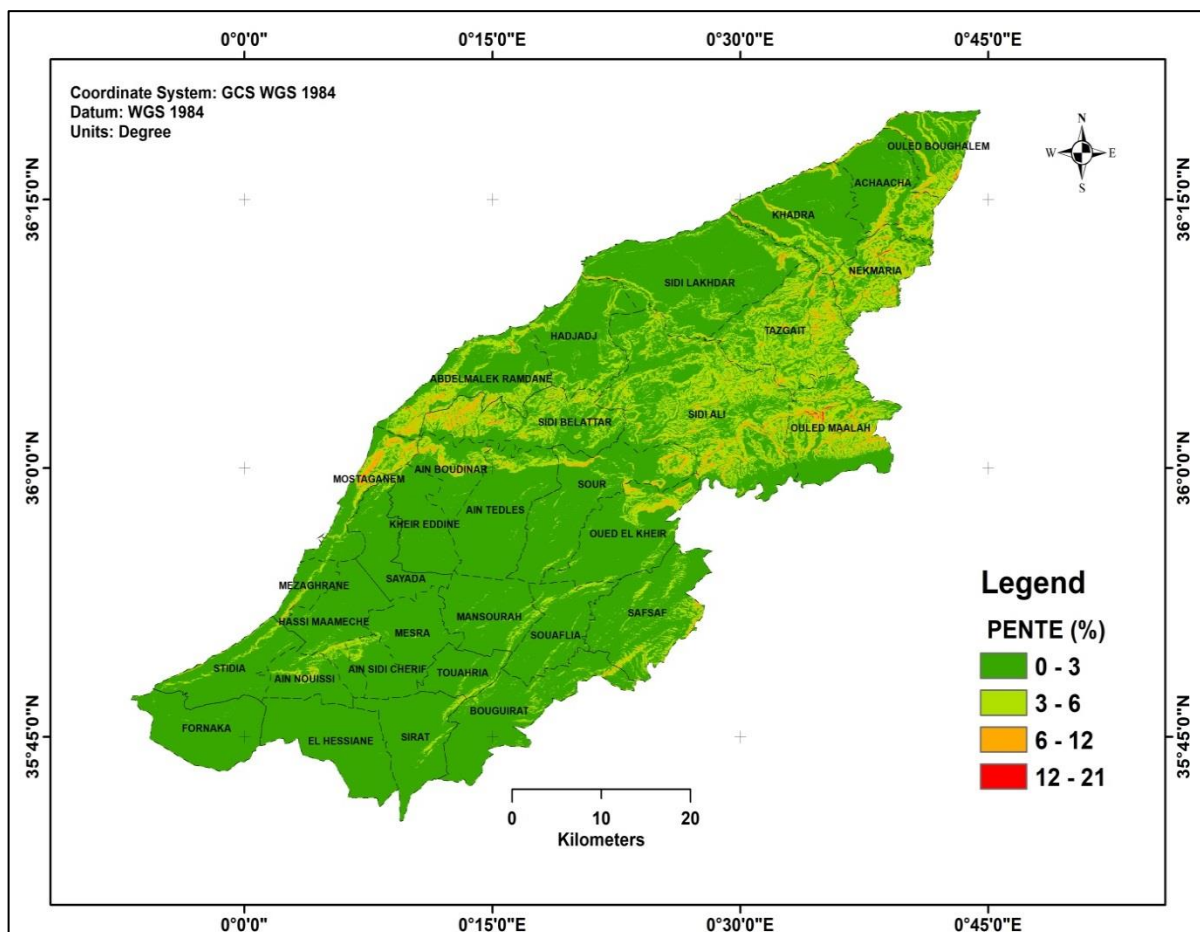 0°0'0"
0°15'0"E
0°30'0"E
0°45'0"E
Coordinate System: GCS WGS 1984
Datum: WGS 1984
Units: Degree
N
W
E
S
36°15'0"N
36°15'0"N
36°0'0"N
36°0'0"N
35°45'0"N
35°45'0"N
OULED BOUGHALEM
ACHAACHA
KHADRA
NEKMARIA
SIDI LAKHDAR
TAZGAIT
HADJADJ
ABDELMALEK RAMDANE
SIDI ALI
SIDI BELATTAR
OULED MAALAH
AIN BOUDINAR
MOSTAGANEM
SOUR
AIN TEDLES
KHEIR EDDINE
OUED EL KHEIR
SAYADA
MEZAGHRANE
SAFSAF
MANSOURAH
HASSI MAAMECHE
MESRA
SOUAFLIA
STIDIA
AIN SIDI CHERIF
TOUAHRIA
AIN NOUISSI
BOUGUIRAT
FORNAKA
SIRAT
EL HESSIANE
Legend
PENTE (%)
0 - 3
3 - 6
6 - 12
12 - 21
0
10
20
Kilometers
0°0'0"
0°15'0"E
0°30'0"E
0°45'0"E